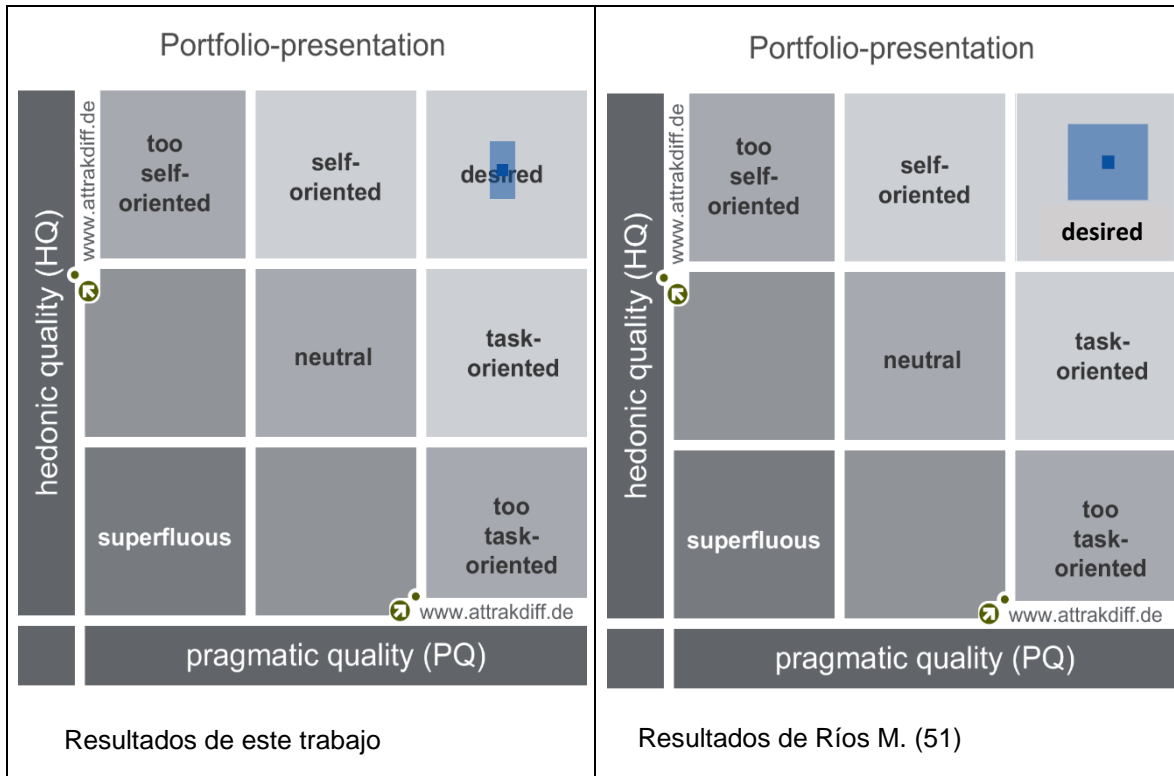 Portfolio-presentation
hedonic quality (HQ)
www.attrakdiff.de
too
self-
oriented
self-
oriented
desired
neutral
task-
oriented
superfluous
too
task-
oriented
www.attrakdiff.de
pragmatic quality (PQ)
Resultados de este trabajo
Portfolio-presentation
hedonic quality (HQ)
www.attrakdiff.de
too
self-
oriented
self-
oriented
desired
neutral
task-
oriented
superfluous
too
task-
oriented
www.attrakdiff.de
pragmatic quality (PQ)
Resultados de Ríos M. (51)